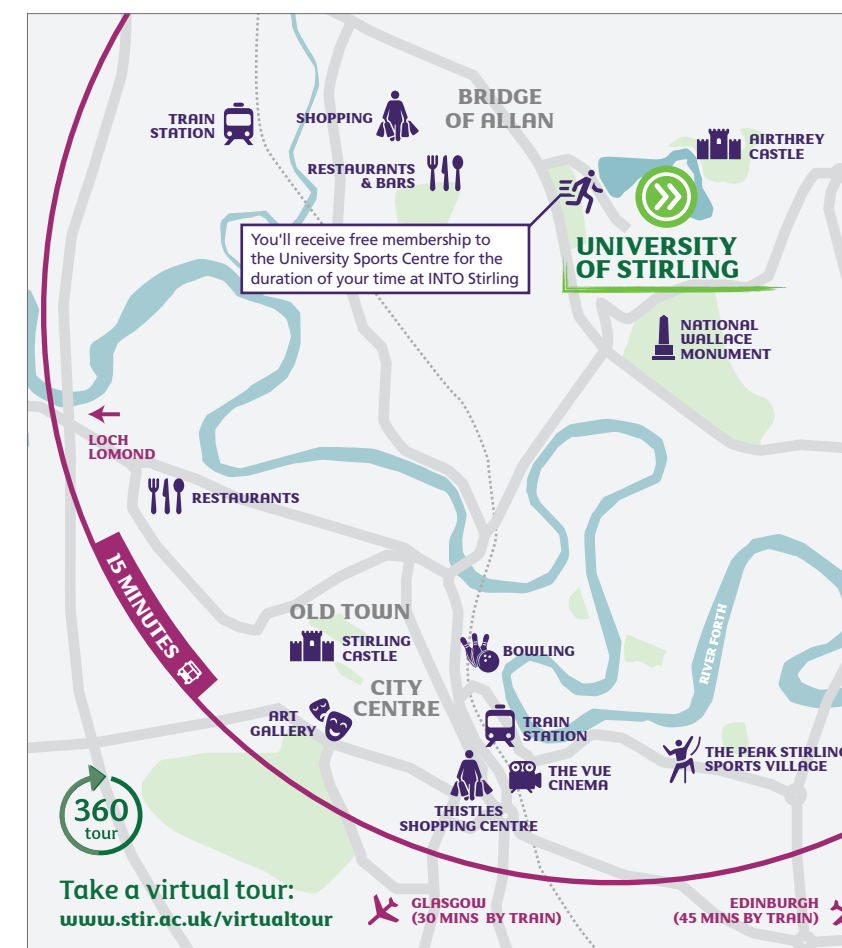 BRIDGE
OF ALLAN
TRAIN
STATION
SHOPPING
RESTAURANTS
& BARS
AIRTHREY
CASTLE
You'll receive free membership to
the University Sports Centre for the
duration of your time at INTO Stirling
UNIVERSITY
OF STIRLING
NATIONAL
WALLACE
MONUMENT
LOCH
LOMOND
RESTAURANTS
15 MINUTES
OLD TOWN
STIRLING
CASTLE
BOWLING
RIVER FORTH
CITY
CENTRE
ART
GALLERY
TRAIN
STATION
THE PEAK STIRLING
SPORTS VILLAGE
THE VUE
CINEMA
THISTLES
SHOPPING CENTRE
360
tour
Take a virtual tour:
www.stir.ac.uk/virtualtour
GLASGOW
(30 MINS BY TRAIN)
EDINBURGH
(45 MINS BY TRAIN)